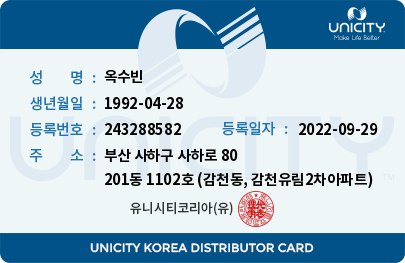 UNICITY
Make Life Better
성 명 : 옥수빈
생년월일 : 1992-04-28
등록번호 : 243288582 등록일자 : 2022-09-29
주 소 : 부산 사하구 사하로 80
201동 1102호 (감천동, 감천유림2차아파트)
유니시티코리아(유)
UNICITY KOREA DISTRIBUTOR CARD